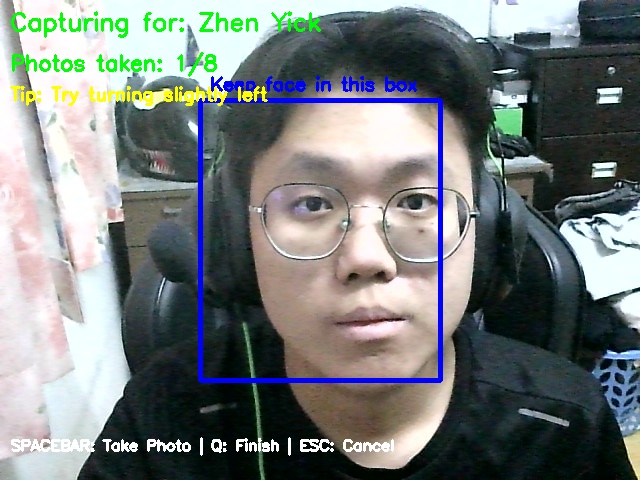 Capturing for: Zhen Yick
Photos taken: 1/8
Keep face in this box
Tip: Try turning slightly left
SPACEBAR: Take Photo | Q: Finish | ESC: Cancel